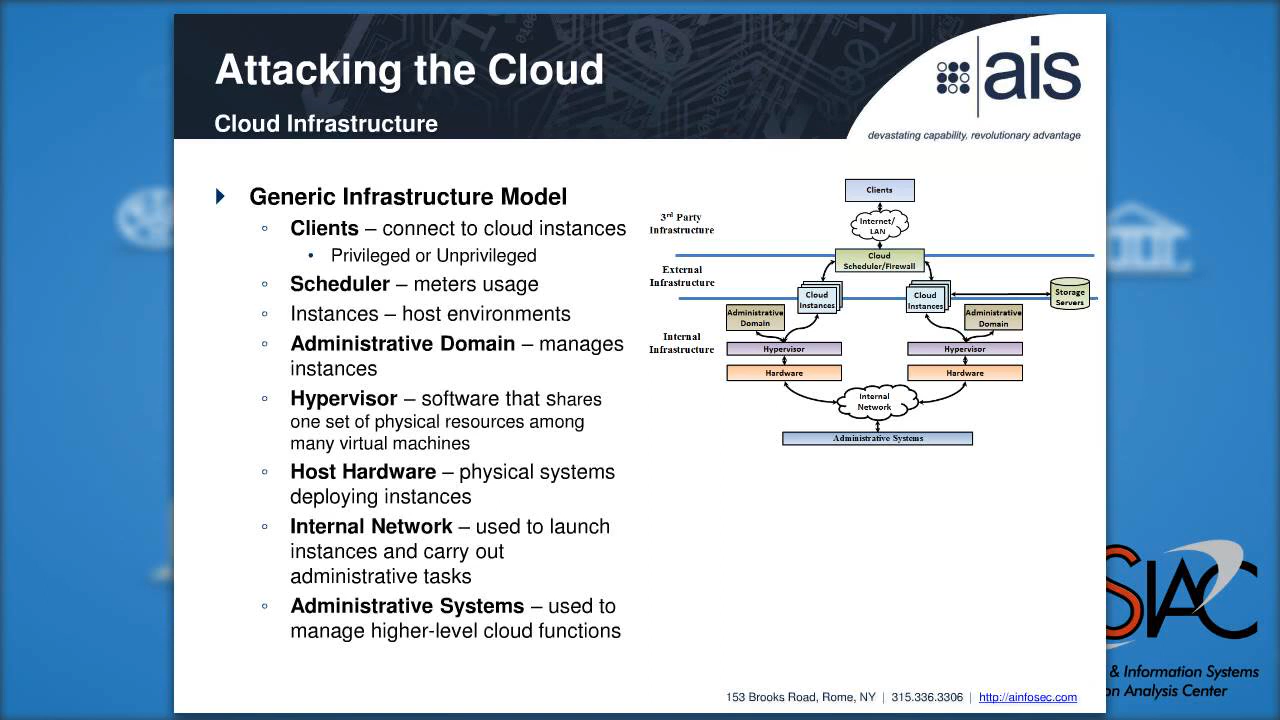 Attacking the Cloud
Cloud Infrastructure
ais
devastating capability, revolutionary advantage
Generic Infrastructure Model
Clients – connect to cloud instances
Privileged or Unprivileged
Scheduler – meters usage
Instances – host environments
Administrative Domain – manages
instances
Hypervisor – software that shares
one set of physical resources among
many virtual machines
Host Hardware – physical systems
deploying instances
Internal Network – used to launch
instances and carry out
administrative tasks
Administrative Systems – used to
manage higher-level cloud functions
Clients
3rd Party
Infrastructure
Internet/
LAN
Cloud
Scheduler/Firewall
External
Infrastructure
Cloud
Instances
Cloud
Instances
Storage
Servers
Administrative
Domain
Administrative
Domain
Internal
Infrastructure
Hypervisor
Hypervisor
Hardware
Hardware
Internal
Network
Administrative Systems
SIAC
& Information Systems
on Analysis Center
153 Brooks Road, Rome, NY | 315.336.3306 | http://ainfosec.com